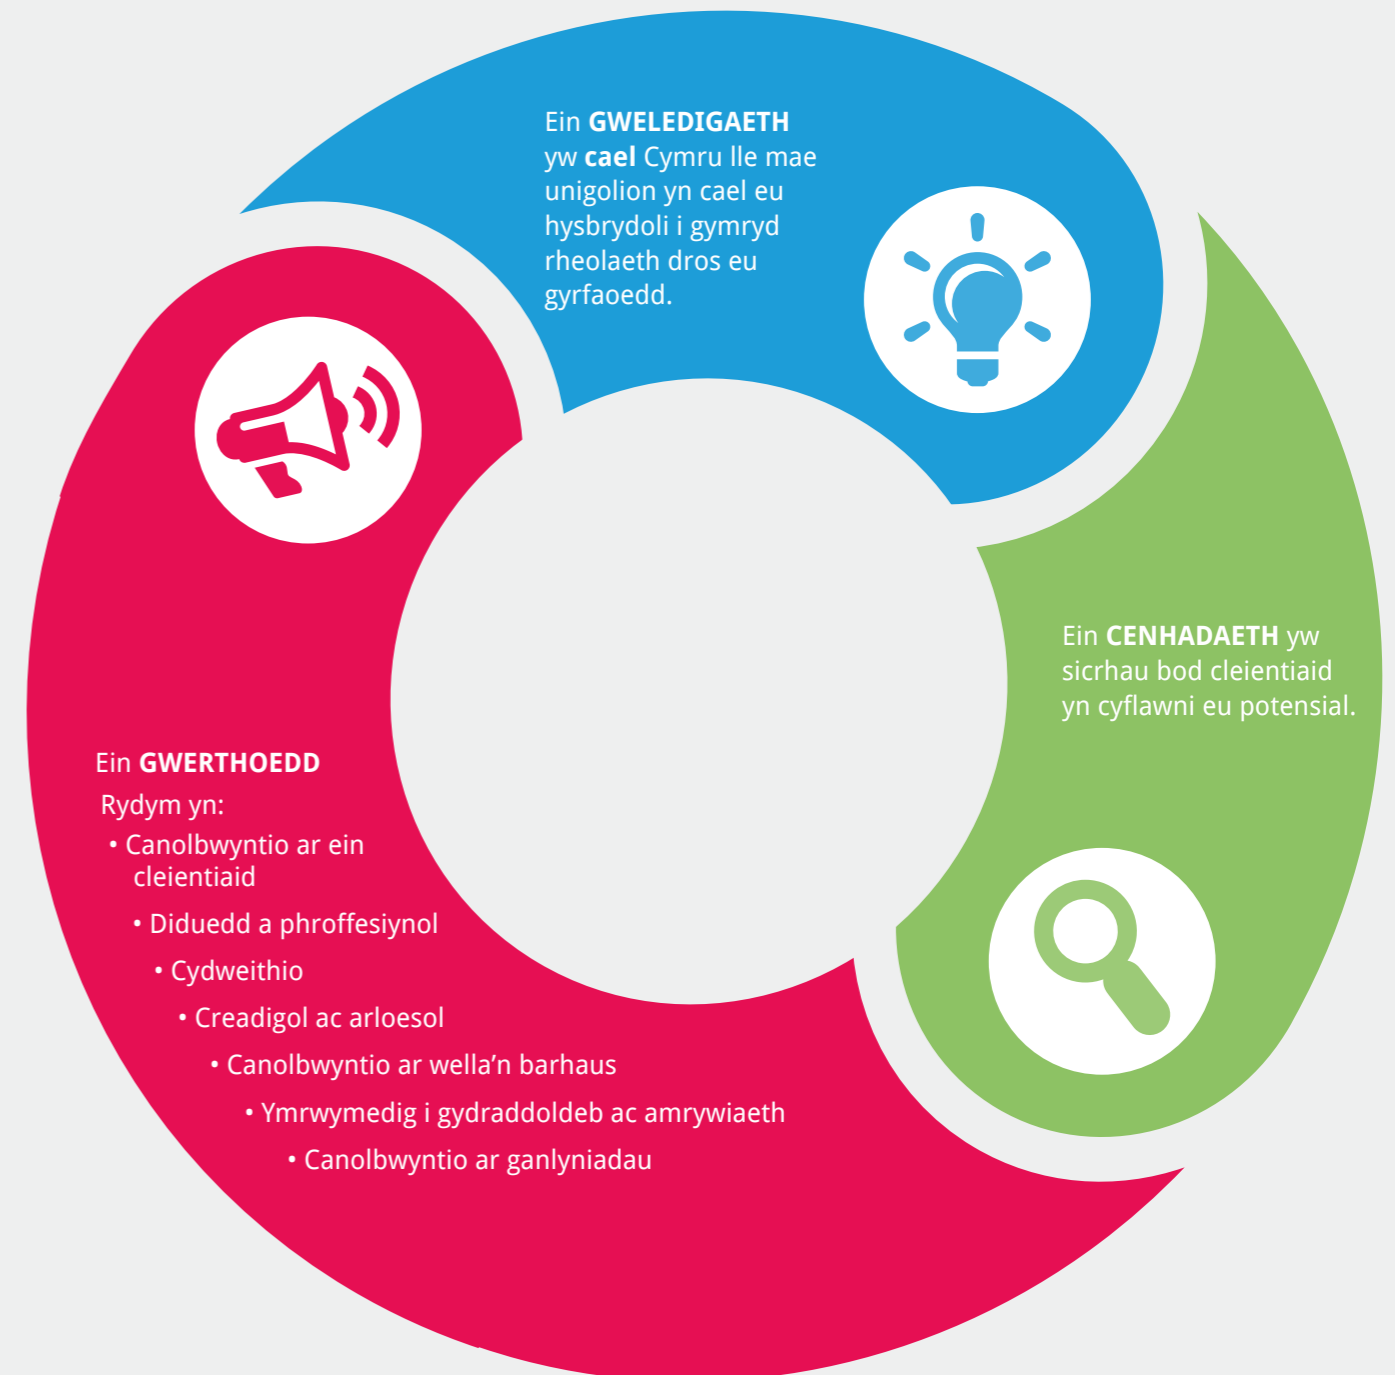 Ein GWELEDIGAETH
yw cael Cymru lle mae
unigolion yn cael eu
hysbrydoli i gymryd
rheolaeth dros eu
gyrfaoedd.
Ein CENHADAETH yw
sicrhau bod cleientiaid
yn cyflawni eu potensial.
Ein GWERTHOEDD
Rydym yn:
• Canolbwyntio ar ein
cleientiaid
• Diduedd a phroffesiynol
• Cydweithio
• Creadigol ac arloesol
• Canolbwyntio ar wella’n barhaus
• Ymrwymedig i gydraddoldeb ac amrywiaeth
• Canolbwyntio ar ganlyniadau